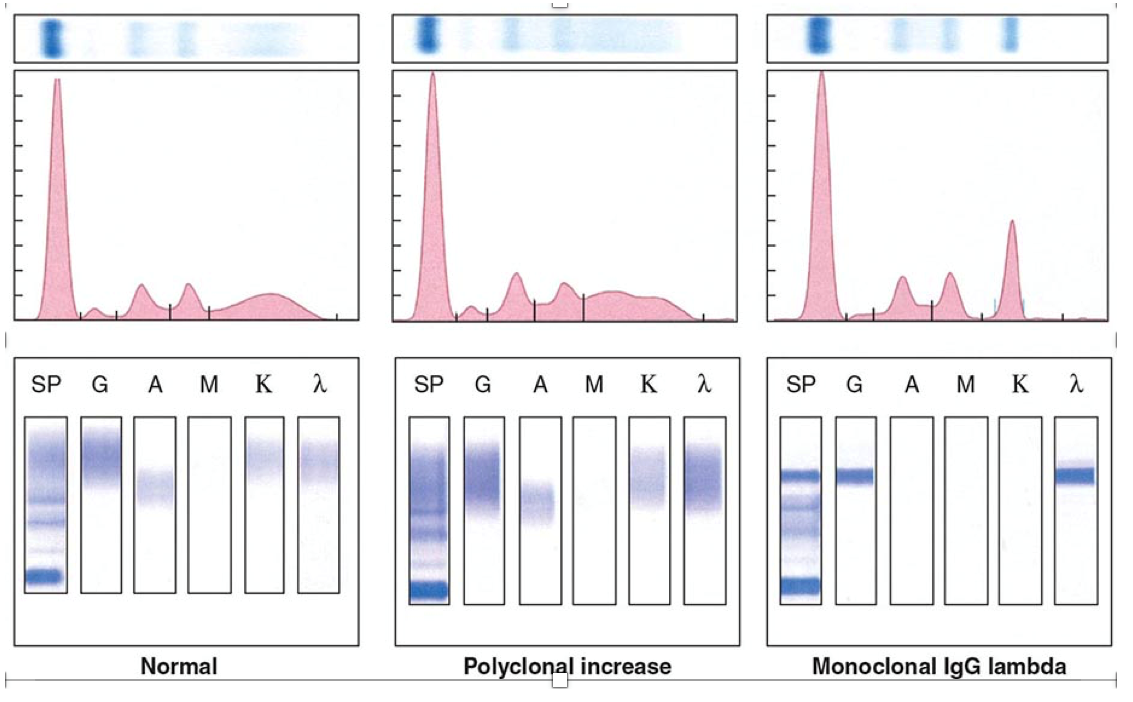 SP G A M K λ
SP G A M K λ
SP G A M K λ
Normal
Polyclonal increase
Monoclonal IgG lambda